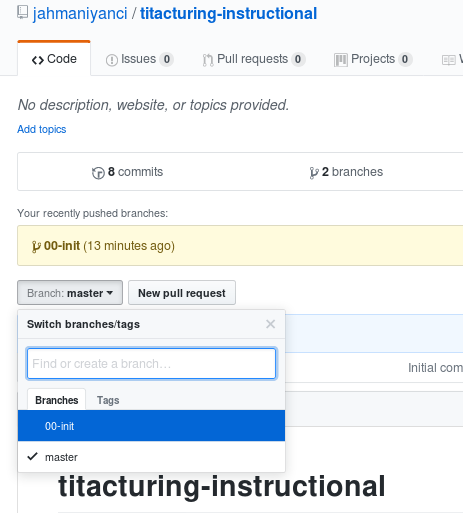 jahmaniyanci / titacturing-instructional
Code Issues 0 Pull requests 0 Projects 0
No description, website, or topics provided.
Add topics
8 commits 2 branches
Your recently pushed branches:
00-init (13 minutes ago)
Branch: master New pull request
Switch branches/tags
Find or create a branch…
Initial com
Branches Tags
00-init
master
titacturing-instructional